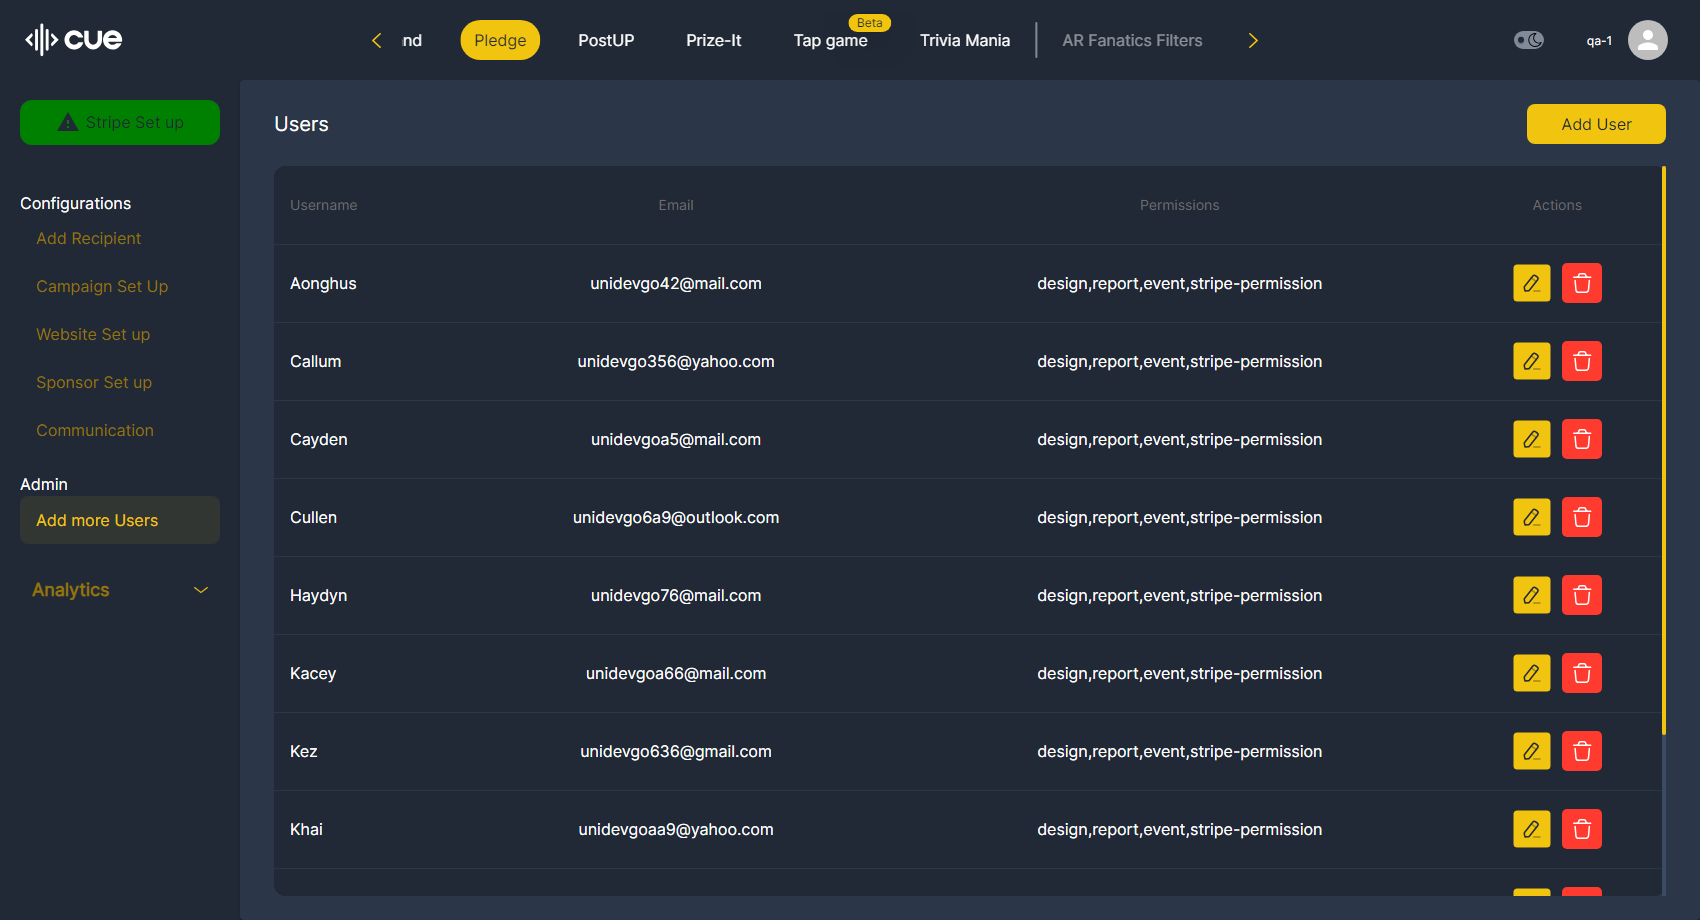 cue
nd Pledge PostUP Prize-It Tap game Beta Trivia Mania AR Fanatics Filters qa-1
Stripe Set up
Configurations
Add Recipient
Campaign Set Up
Website Set up
Sponsor Set up
Communication
Admin
Add more Users
Analytics
Users Add User
Username Email Permissions Actions
Aonghus unidevgo42@mail.com design,report,event,stripe-permission
Callum unidevgo356@yahoo.com design,report,event,stripe-permission
Cayden unidevgoa5@mail.com design,report,event,stripe-permission
Cullen unidevgo6a9@outlook.com design,report,event,stripe-permission
Haydyn unidevgo76@mail.com design,report,event,stripe-permission
Kacey unidevgoa66@mail.com design,report,event,stripe-permission
Kez unidevgo636@gmail.com design,report,event,stripe-permission
Khai unidevgoaa9@yahoo.com design,report,event,stripe-permission